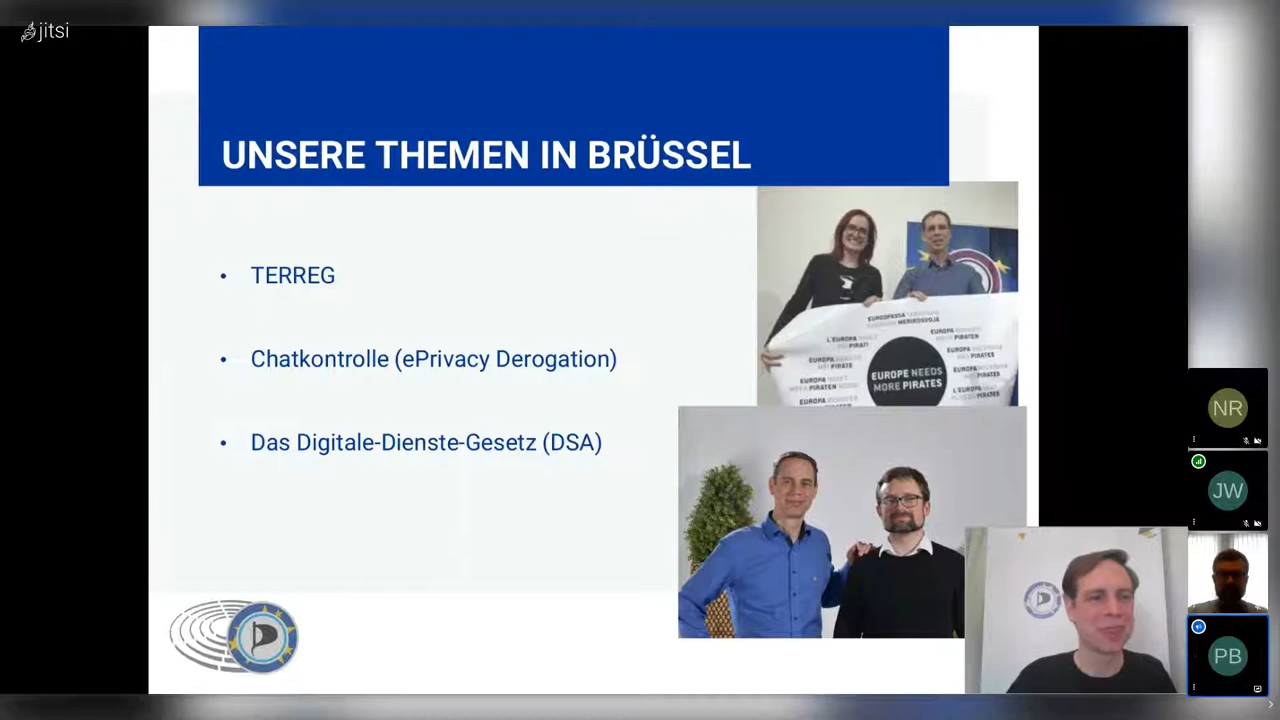 jitsi
UNSERE THEMEN IN BRÜSSEL
• TERREG
• Chatkontrolle (ePrivacy Derogation)
• Das Digitale-Dienste-Gesetz (DSA)
EUROPE NEEDS
MORE PIRATES
NR
JW
PB